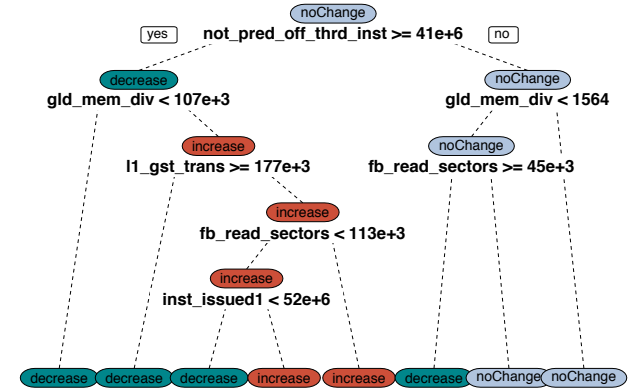 noChange
yes not_pred_off_thrd_inst >= 41e+6 no
decrease noChange
gld_mem_div < 107e+3 gld_mem_div < 1564
increase noChange
l1_gst_trans >= 177e+3 fb_read_sectors >= 45e+3
increase
fb_read_sectors < 113e+3
increase
inst_issued1 < 52e+6
decrease decrease decrease increase increase decrease noChange noChange